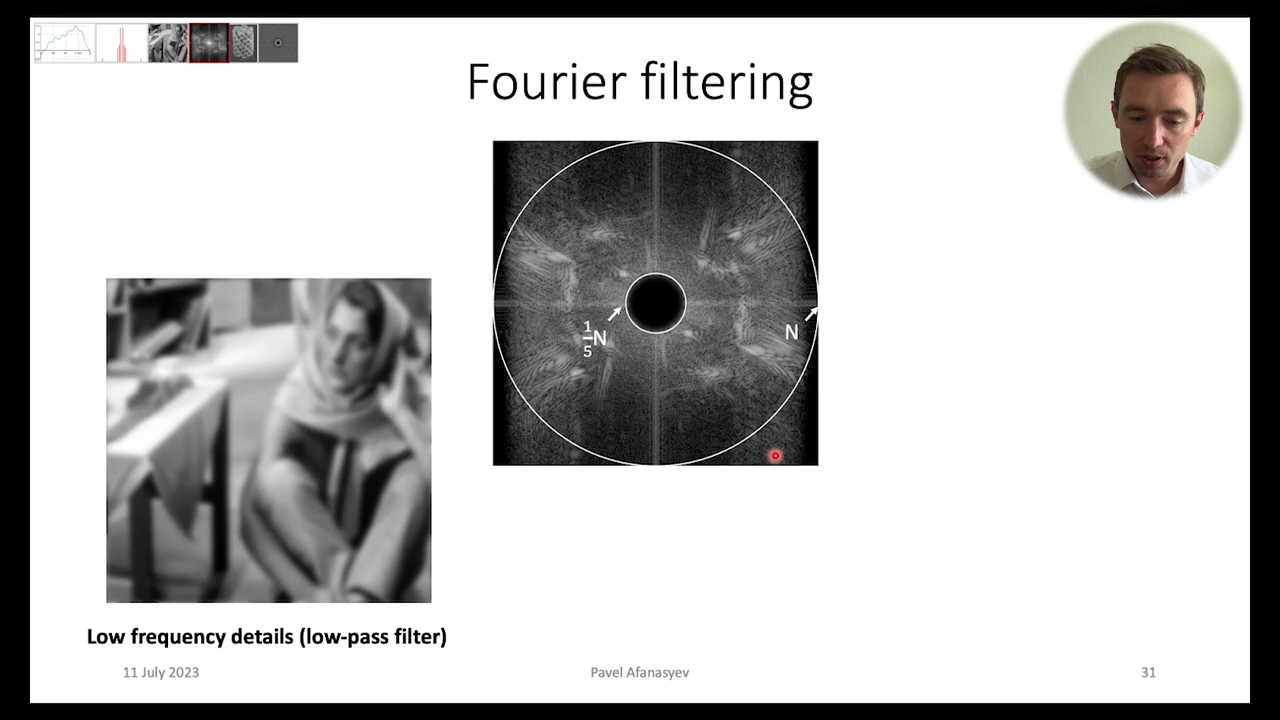 Fourier filtering
1/5 N
N
Low frequency details (low-pass filter)
11 July 2023
Pavel Afanasyev
31